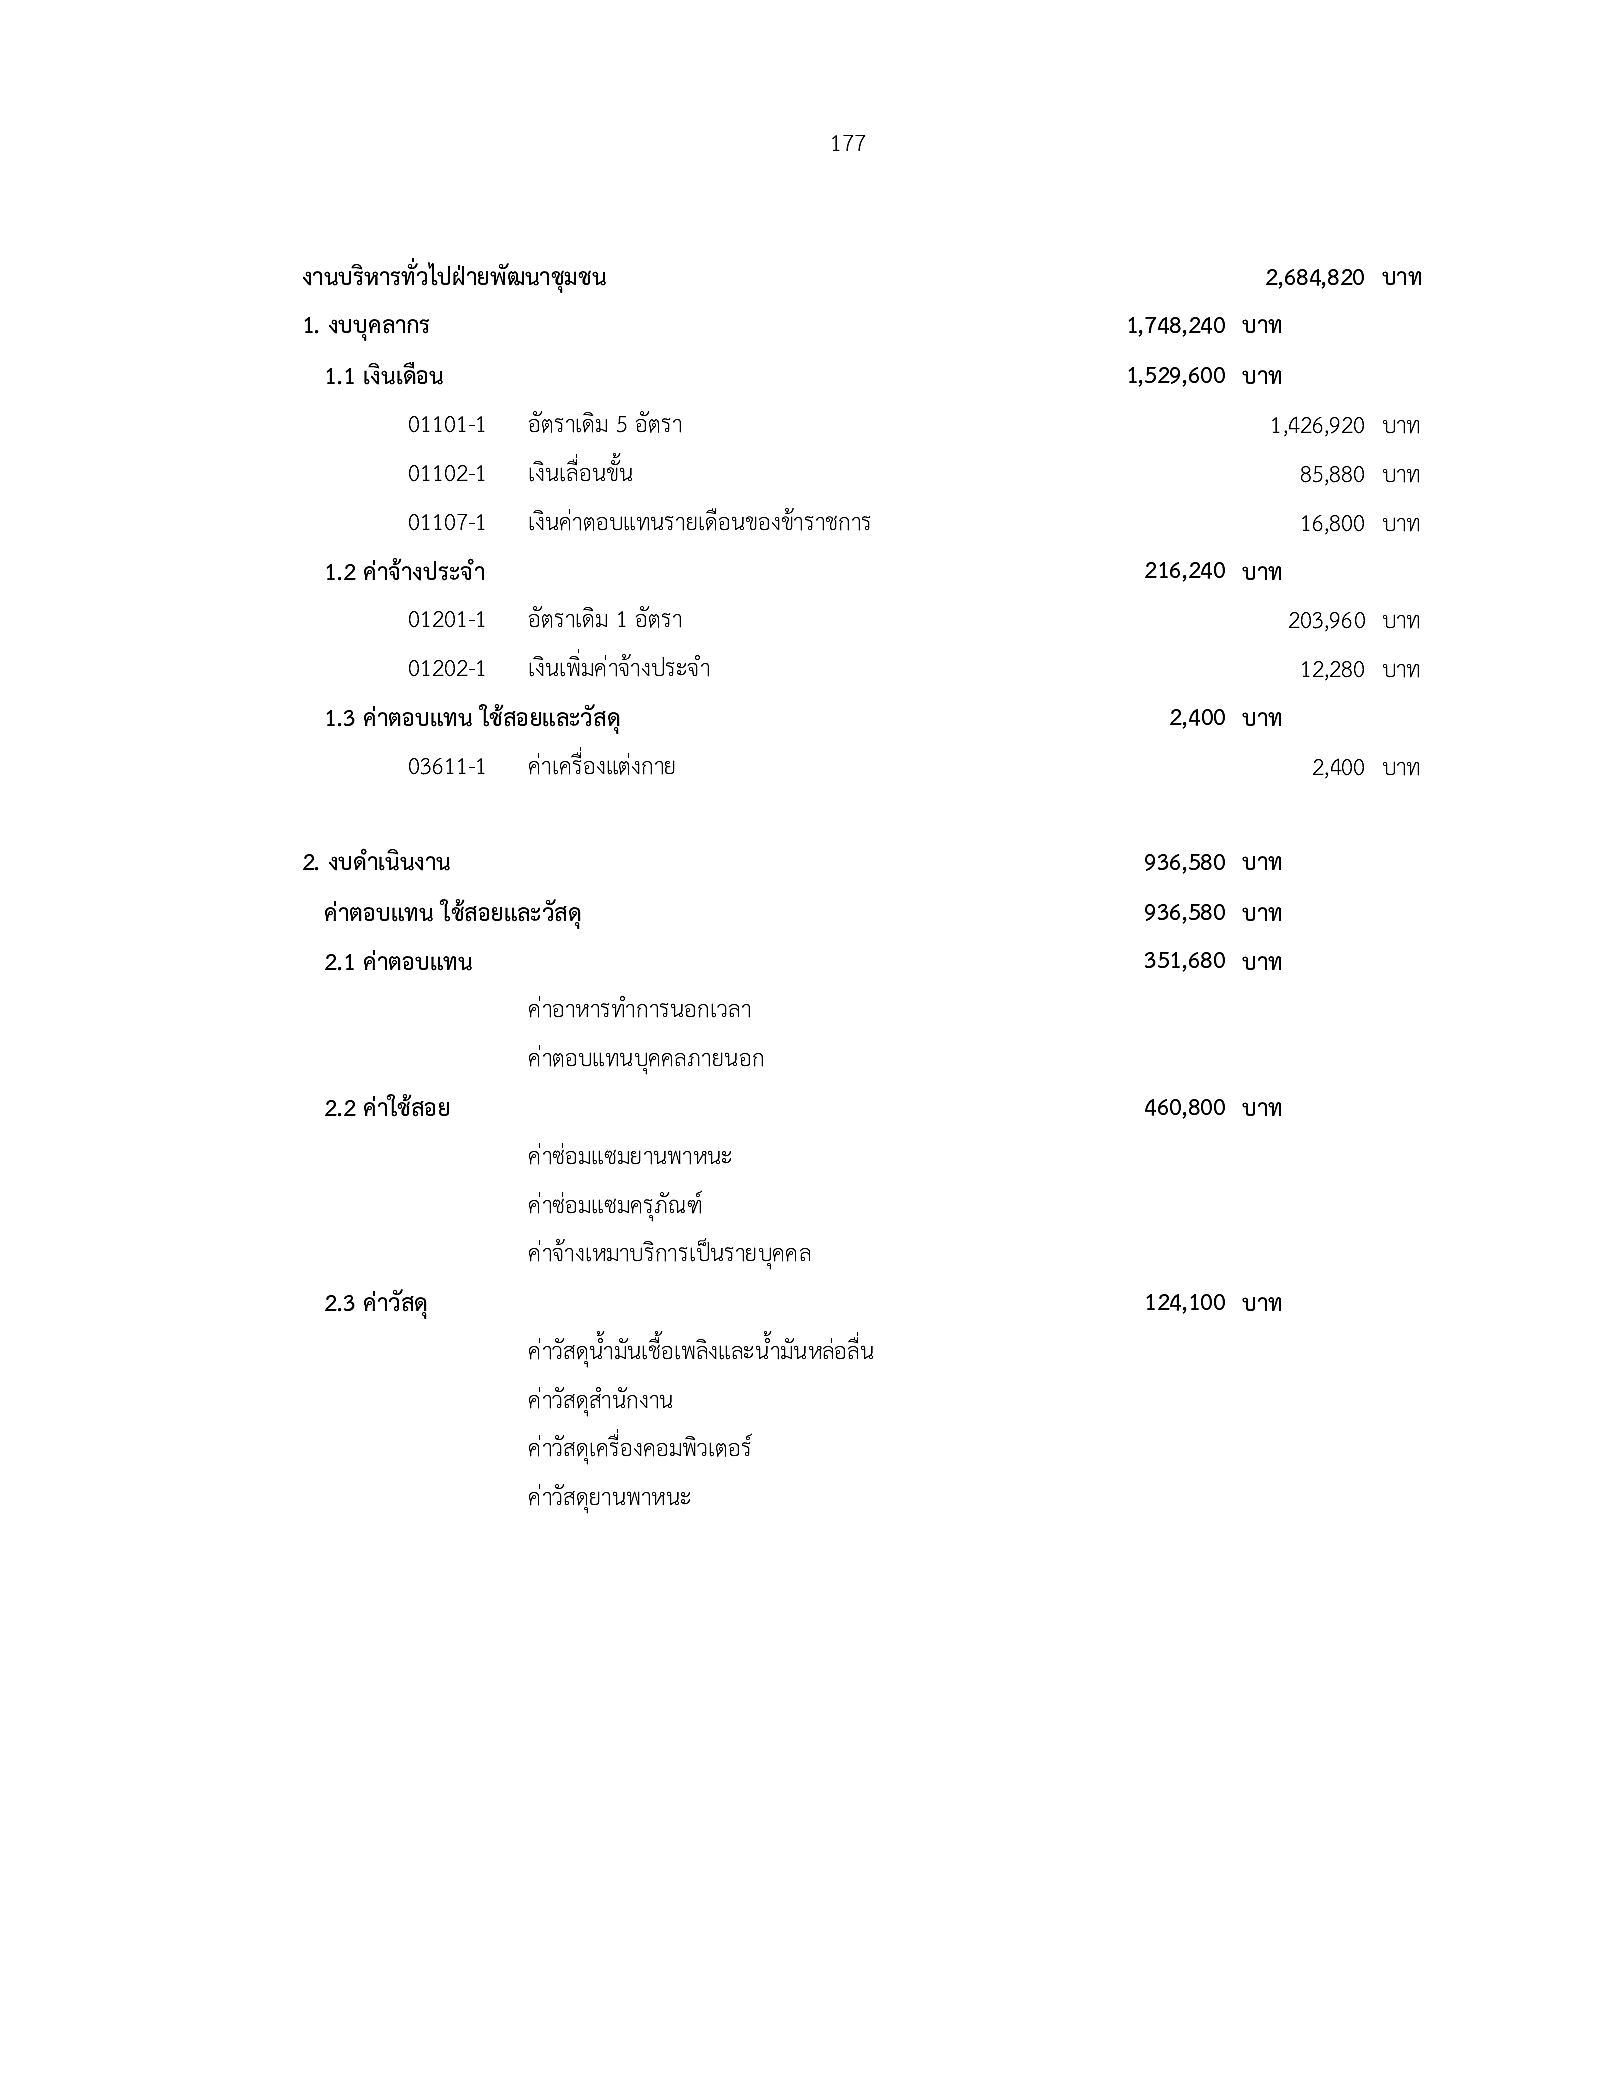 177
งานบริหารทั่วไปฝ่ายพัฒนาชุมชน 2,684,820 บาท
1. งบบุคลากร 1,748,240 บาท
1.1 เงินเดือน 1,529,600 บาท
01101-1 อัตราเดิม 5 อัตรา 1,426,920 บาท
01102-1 เงินเลื่อนขั้น 85,880 บาท
01107-1 เงินค่าตอบแทนรายเดือนของข้าราชการ 16,800 บาท
1.2 ค่าจ้างประจำ 216,240 บาท
01201-1 อัตราเดิม 1 อัตรา 203,960 บาท
01202-1 เงินเพิ่มค่าจ้างประจำ 12,280 บาท
1.3 ค่าตอบแทน ใช้สอยและวัสดุ 2,400 บาท
03611-1 ค่าเครื่องแต่งกาย 2,400 บาท
2. งบดำเนินงาน 936,580 บาท
ค่าตอบแทน ใช้สอยและวัสดุ 936,580 บาท
2.1 ค่าตอบแทน 351,680 บาท
ค่าอาหารทำการนอกเวลา
ค่าตอบแทนบุคคลภายนอก
2.2 ค่าใช้สอย 460,800 บาท
ค่าซ่อมแซมยานพาหนะ
ค่าซ่อมแซมครุภัณฑ์
ค่าจ้างเหมาบริการเป็นรายบุคคล
2.3 ค่าวัสดุ 124,100 บาท
ค่าวัสดุน้ำมันเชื้อเพลิงและน้ำมันหล่อลื่น
ค่าวัสดุสำนักงาน
ค่าวัสดุเครื่องคอมพิวเตอร์
ค่าวัสดุยานพาหนะ